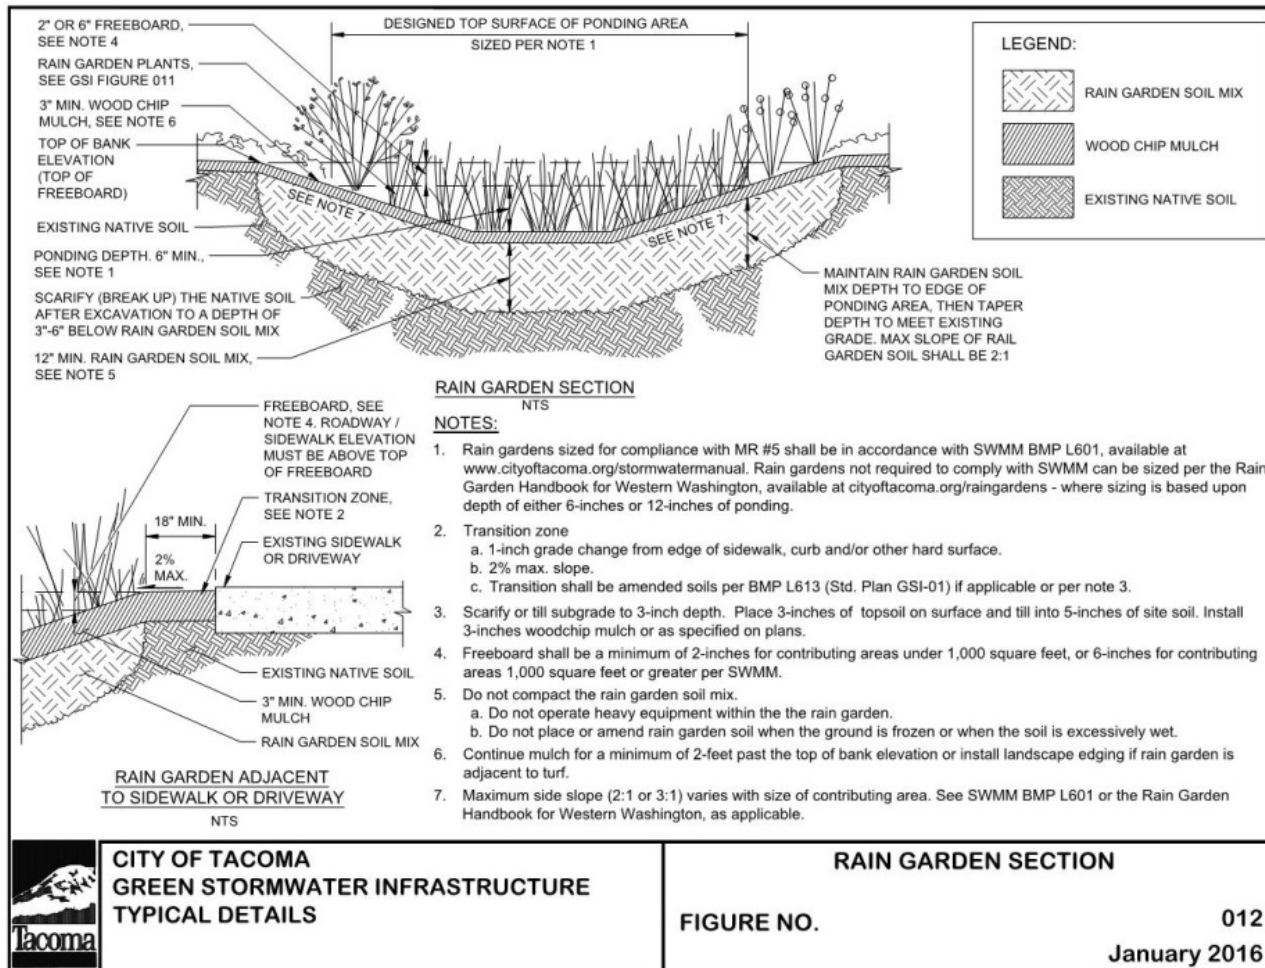 2" OR 6" FREEBOARD,
SEE NOTE 4
RAIN GARDEN PLANTS,
SEE GSI FIGURE 011
3" MIN. WOOD CHIP
MULCH, SEE NOTE 6
TOP OF BANK
ELEVATION
(TOP OF
FREEBOARD)
EXISTING NATIVE SOIL
PONDING DEPTH. 6" MIN.,
SEE NOTE 1
SCARIFY (BREAK UP) THE NATIVE SOIL
AFTER EXCAVATION TO A DEPTH OF
3"-6" BELOW RAIN GARDEN SOIL MIX
12" MIN. RAIN GARDEN SOIL MIX,
SEE NOTE 5
DESIGNED TOP SURFACE OF PONDING AREA
SIZED PER NOTE 1
SEE NOTE 7
SEE NOTE 7
MAINTAIN RAIN GARDEN SOIL
MIX DEPTH TO EDGE OF
PONDING AREA, THEN TAPER
DEPTH TO MEET EXISTING
GRADE. MAX SLOPE OF RAIL
GARDEN SOIL SHALL BE 2:1
LEGEND:
RAIN GARDEN SOIL MIX
WOOD CHIP MULCH
EXISTING NATIVE SOIL
RAIN GARDEN SECTION
NTS
FREEBOARD, SEE
NOTE 4. ROADWAY /
SIDEWALK ELEVATION
MUST BE ABOVE TOP
OF FREEBOARD
TRANSITION ZONE,
SEE NOTE 2
18" MIN.
EXISTING SIDEWALK
OR DRIVEWAY
2%
MAX.
EXISTING NATIVE SOIL
3" MIN. WOOD CHIP
MULCH
RAIN GARDEN SOIL MIX
RAIN GARDEN ADJACENT
TO SIDEWALK OR DRIVEWAY
NTS
NOTES:
1. Rain gardens sized for compliance with MR #5 shall be in accordance with SWMM BMP L601, available at
www.cityoftacoma.org/stormwatermanual. Rain gardens not required to comply with SWMM can be sized per the Rain
Garden Handbook for Western Washington, available at cityoftacoma.org/raingardens - where sizing is based upon
depth of either 6-inches or 12-inches of ponding.
2. Transition zone
a. 1-inch grade change from edge of sidewalk, curb and/or other hard surface.
b. 2% max. slope.
c. Transition shall be amended soils per BMP L613 (Std. Plan GSI-01) if applicable or per note 3.
3. Scarify or till subgrade to 3-inch depth. Place 3-inches of topsoil on surface and till into 5-inches of site soil. Install
3-inches woodchip mulch or as specified on plans.
4. Freeboard shall be a minimum of 2-inches for contributing areas under 1,000 square feet, or 6-inches for contributing
areas 1,000 square feet or greater per SWMM.
5. Do not compact the rain garden soil mix.
a. Do not operate heavy equipment within the the rain garden.
b. Do not place or amend rain garden soil when the ground is frozen or when the soil is excessively wet.
6. Continue mulch for a minimum of 2-feet past the top of bank elevation or install landscape edging if rain garden is
adjacent to turf.
7. Maximum side slope (2:1 or 3:1) varies with size of contributing area. See SWMM BMP L601 or the Rain Garden
Handbook for Western Washington, as applicable.
Tacoma
CITY OF TACOMA
GREEN STORMWATER INFRASTRUCTURE
TYPICAL DETAILS
RAIN GARDEN SECTION
FIGURE NO. 012
January 2016